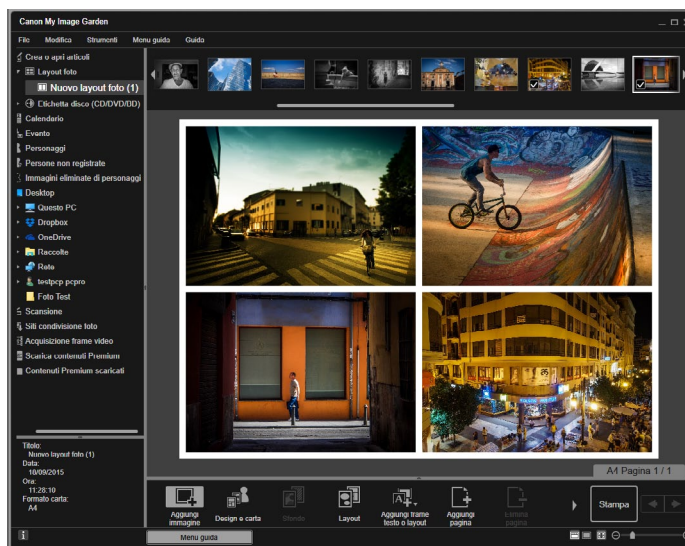 Canon My Image Garden
File Modifica Strumenti Menu guida Guida
Crea o apri articoli
Layout foto
Nuovo layout foto (1)
Etichetta disco (CD/DVD/BD)
Calendario
Evento
Personaggi
Persone non registrate
Immagini eliminate di personaggi
Desktop
Questo PC
Dropbox
OneDrive
Raccolte
Rete
testpcp pcpro
Foto Test
Scansione
Siti condivisione foto
Acquisizione frame video
Scarica contenuti Premium
Contenuti Premium scaricati
Titolo:
Nuovo layout foto (1)
Data:
10/09/2015
Ora:
11:28:10
Formato carta:
A4
A4 Pagina 1 / 1
Aggiungi
immagine
Design e carta
Sfondo
Layout
Aggiungi frame
testo o layout
Aggiungi
pagina
Elimina
pagina
Stampa
Menu guida